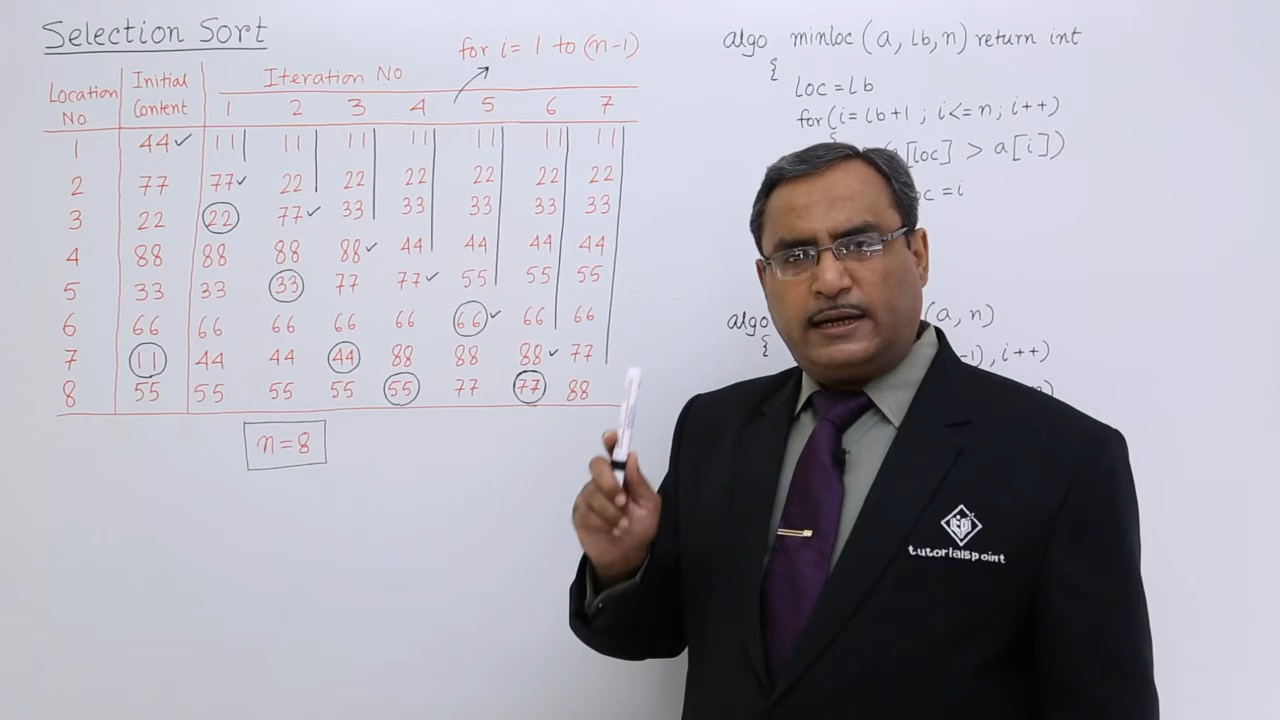 Selection Sort
for i = 1 to (n-1)
Location No. Initial Content Iteration No.
1 2 3 4 5 6 7
1 44✓ 11 11 11 11 11 11 11
2 77 77✓ 22 22 22 22 22 22
3 22 22 77✓ 33 33 33 33 33
4 88 88 88 88✓ 44 44 44 44
5 33 33 33 77 77✓ 55 55 55
6 66 66 66 66 66 66✓ 66 66
7 11 44 44 44 88 88 88✓ 77
8 55 55 55 55 55 77 77 88
n=8
algo minloc (a, lb, n) return int
{
loc = lb
for (i = lb+1 ; i<= n; i++)
{
a[loc] > a[i])
= i
algo (a, n)
{
-1), i++)
tutorialspoint